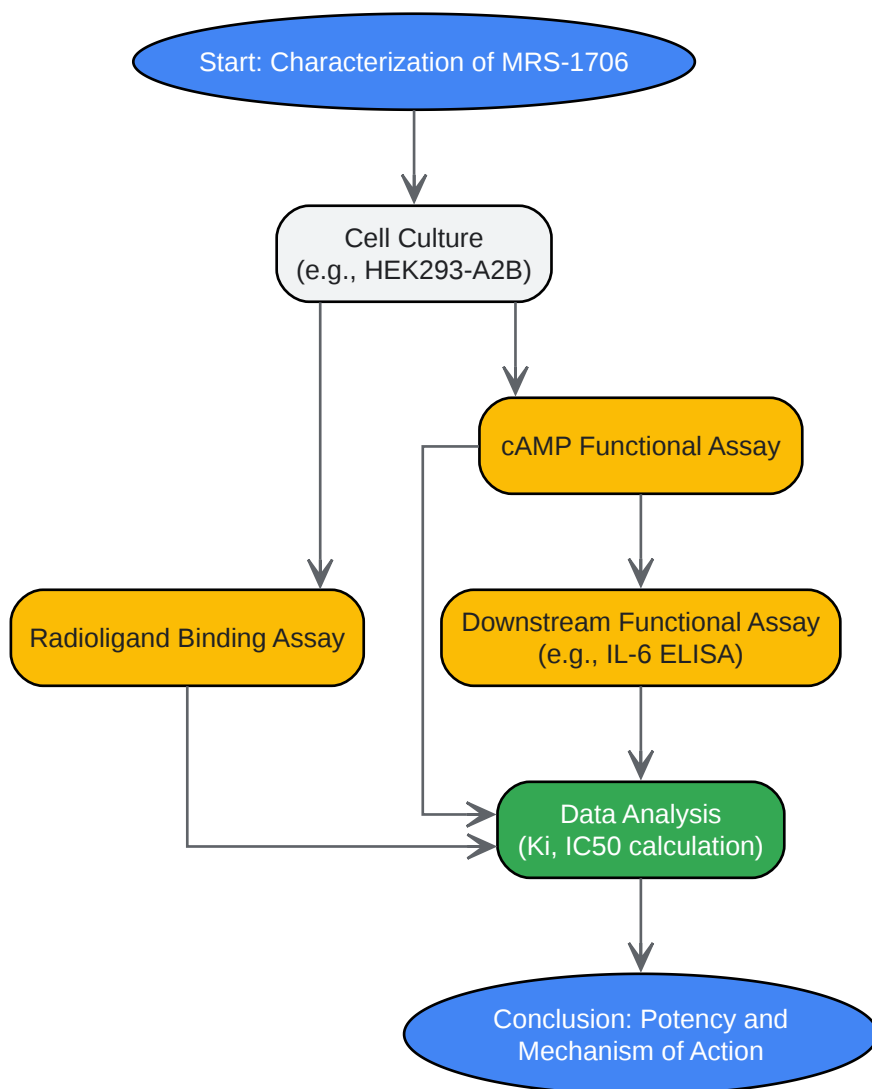 Start: Characterization of MRS-1706
Cell Culture
(e.g., HEK293-A2B)
cAMP Functional Assay
Radioligand Binding Assay
Downstream Functional Assay
(e.g., IL-6 ELISA)
Data Analysis
(Ki, IC50 calculation)
Conclusion: Potency and
Mechanism of Action